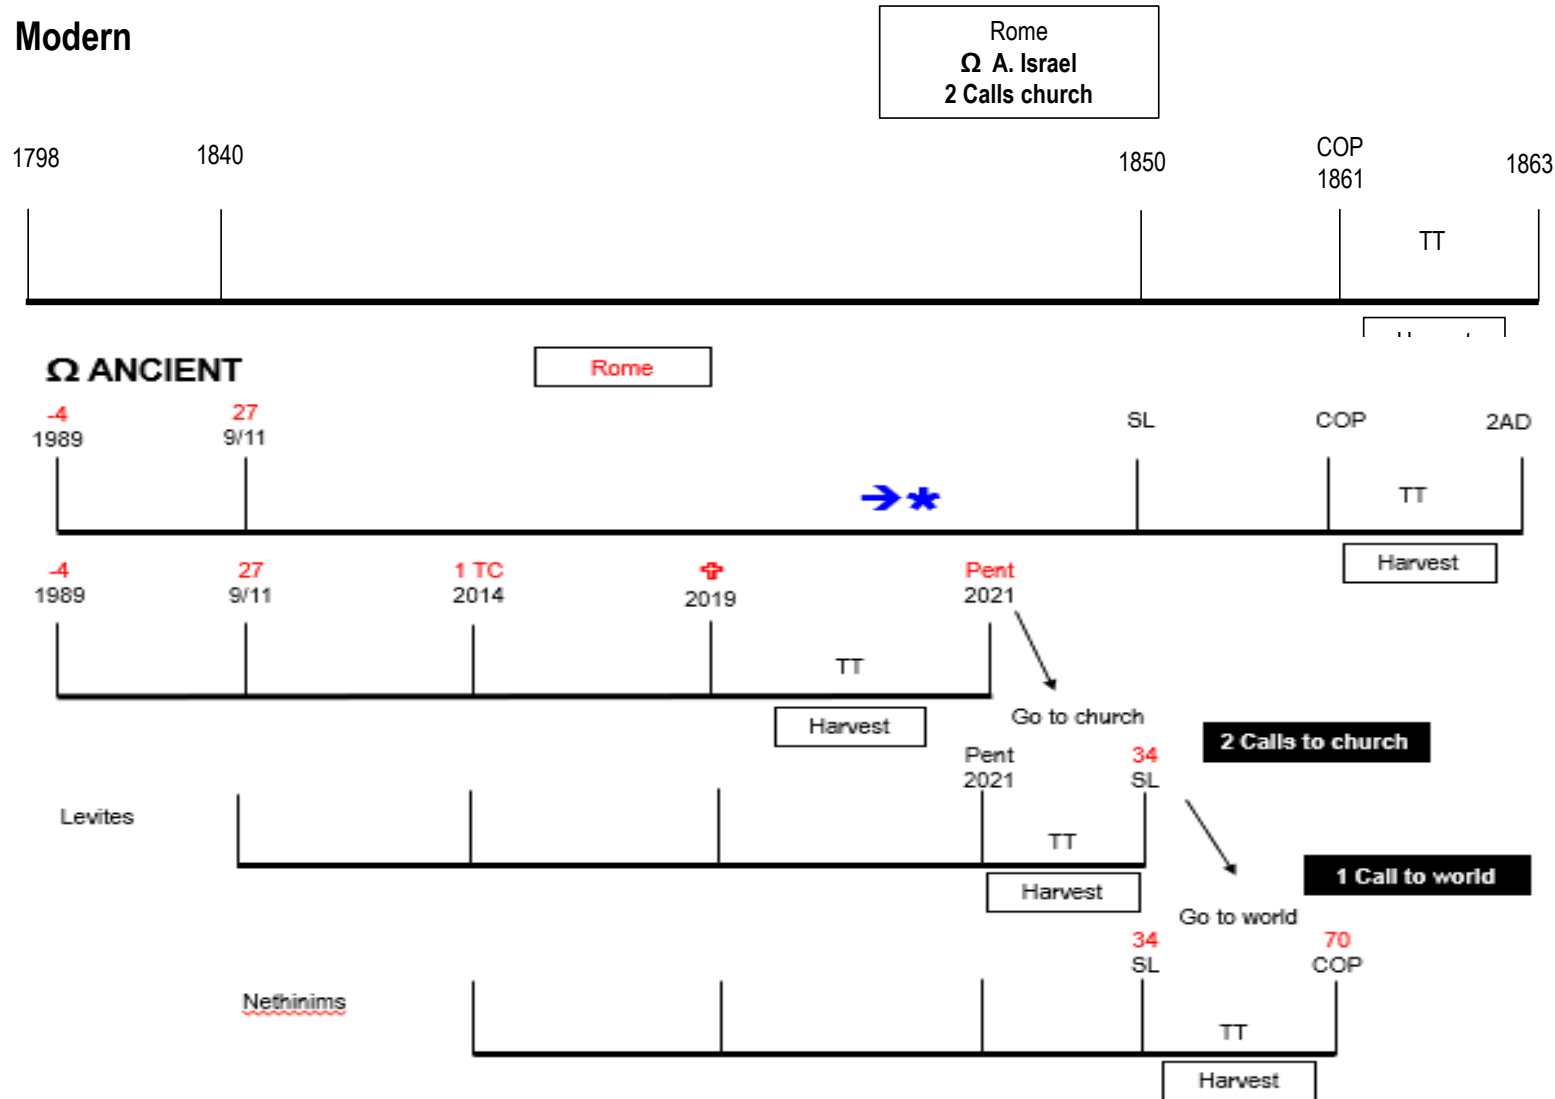 Modern
Rome
Ω A. Israel
2 Calls church
1798
1840
1850
COP
1861
1863
TT
Ω ANCIENT
Rome
-4
1989
27
9/11
SL
COP
2AD
TT
Harvest
-4
1989
27
9/11
1 TC
2014
2019
Pent
2021
TT
Harvest
Go to church
2 Calls to church
Levites
Pent
2021
34
SL
TT
Harvest
1 Call to world
Go to world
Nethinims
34
SL
70
COP
TT
Harvest